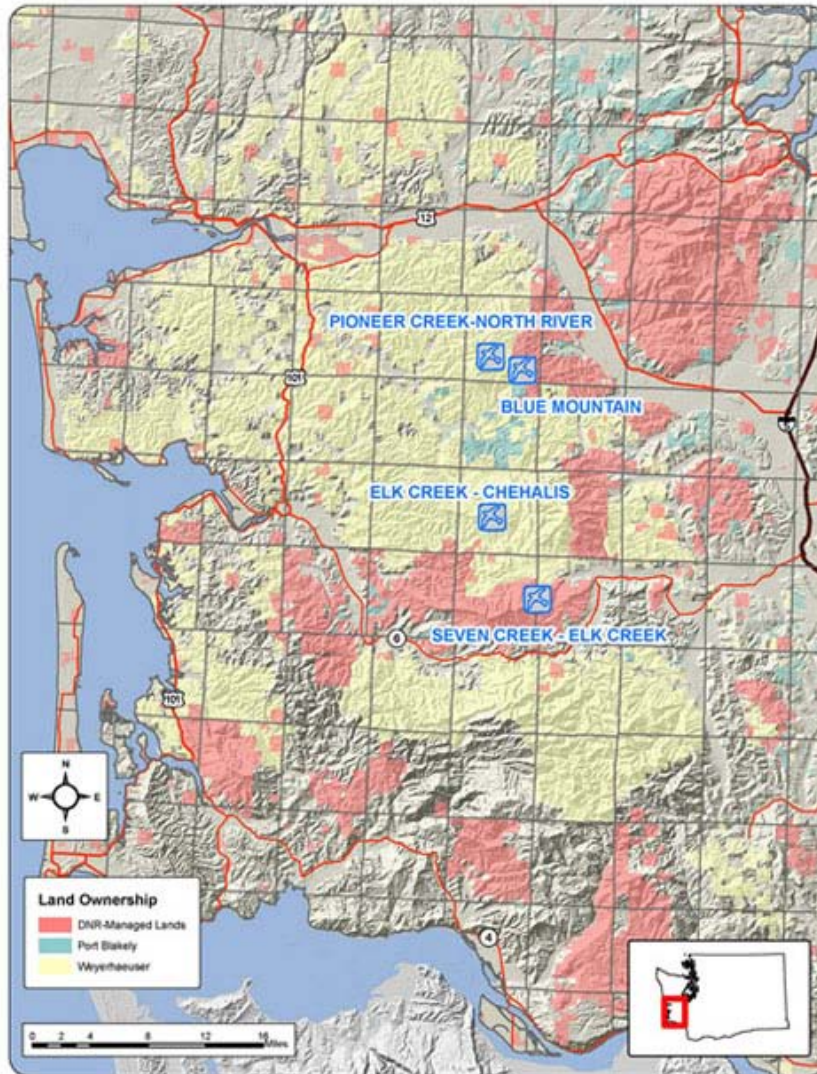 12
PIONEER CREEK-NORTH RIVER
101
BLUE MOUNTAIN
5
ELK CREEK - CHEHALIS
SEVEN CREEK - ELK CREEK
6
101
N
W E
S
Land Ownership
DNR-Managed Lands
Port Blakely
Weyerhaeuser
4
0 2 4 8 12 16
Miles